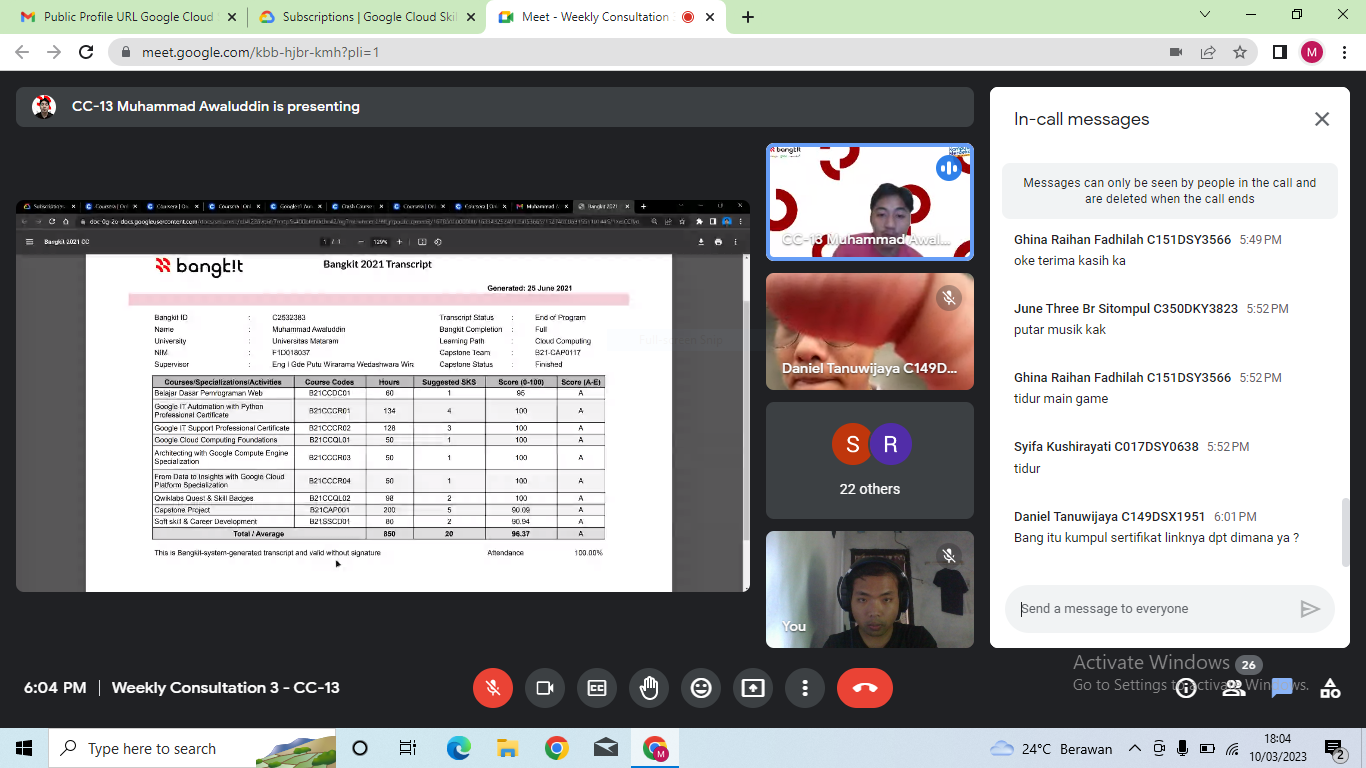 Public Profile URL Google Cloud
Subscriptions | Google Cloud Skil
Meet - Weekly Consultation
meet.google.com/kbb-hjbr-kmh?pli=1
M
CC-13 Muhammad Awaluddin is presenting
Bangkit 2021 CC
1 / 1
129%
bangk!t
Bangkit 2021 Transcript
Generated: 25 June 2021
Bangkit ID : C2532383 Transcript Status : End of Program
Name : Muhammad Awaluddin Bangkit Completion : Full
University : Universitas Mataram Learning Path : Cloud Computing
NIM : F1D018037 Capstone Team : B21-CAP0117
Supervisor : Eng I Gde Putu Wirarama Wedashwara Wira Capstone Status : Finished
Courses/Specializations/Activities Course Codes Hours Suggested SKS Score (0-100) Score (A-E)
Belajar Dasar Pemrograman Web B21CCDC01 60 1 95 A
Google IT Automation with Python Professional Certificate B21CCCR01 134 4 100 A
Google IT Support Professional Certificate B21CCCR02 128 3 100 A
Google Cloud Computing Foundations B21CCQL01 50 1 100 A
Architecting with Google Compute Engine Specialization B21CCCR03 50 1 100 A
From Data to Insights with Google Cloud Platform Specialization B21CCCR04 50 1 100 A
Qwiklabs Quest & Skill Badges B21CCQL02 98 2 100 A
Capstone Project B21CAP001 200 5 90.09 A
Soft skill & Career Development B21SSCD01 80 2 90.94 A
Total / Average 850 20 96.37 A
This is Bangkit-system-generated transcript and valid without signature Attendance 100.00%
CC-13 Muhammad Awal...
Daniel Tanuwijaya C149D...
S R
22 others
You
In-call messages
Messages can only be seen by people in the call and
are deleted when the call ends
Ghina Raihan Fadhilah C151DSY3566 5:49 PM
oke terima kasih ka
June Three Br Sitompul C350DKY3823 5:52 PM
putar musik kak
Ghina Raihan Fadhilah C151DSY3566 5:52 PM
tidur main game
Syifa Kushirayati C017DSY0638 5:52 PM
tidur
Daniel Tanuwijaya C149DSX1951 6:01 PM
Bang itu kumpul sertifikat linknya dpt dimana ya ?
Send a message to everyone
Activate Windows
Go to Settings to activate Windows.
26
6:04 PM | Weekly Consultation 3 - CC-13
Type here to search
24°C Berawan
18:04
10/03/2023
2